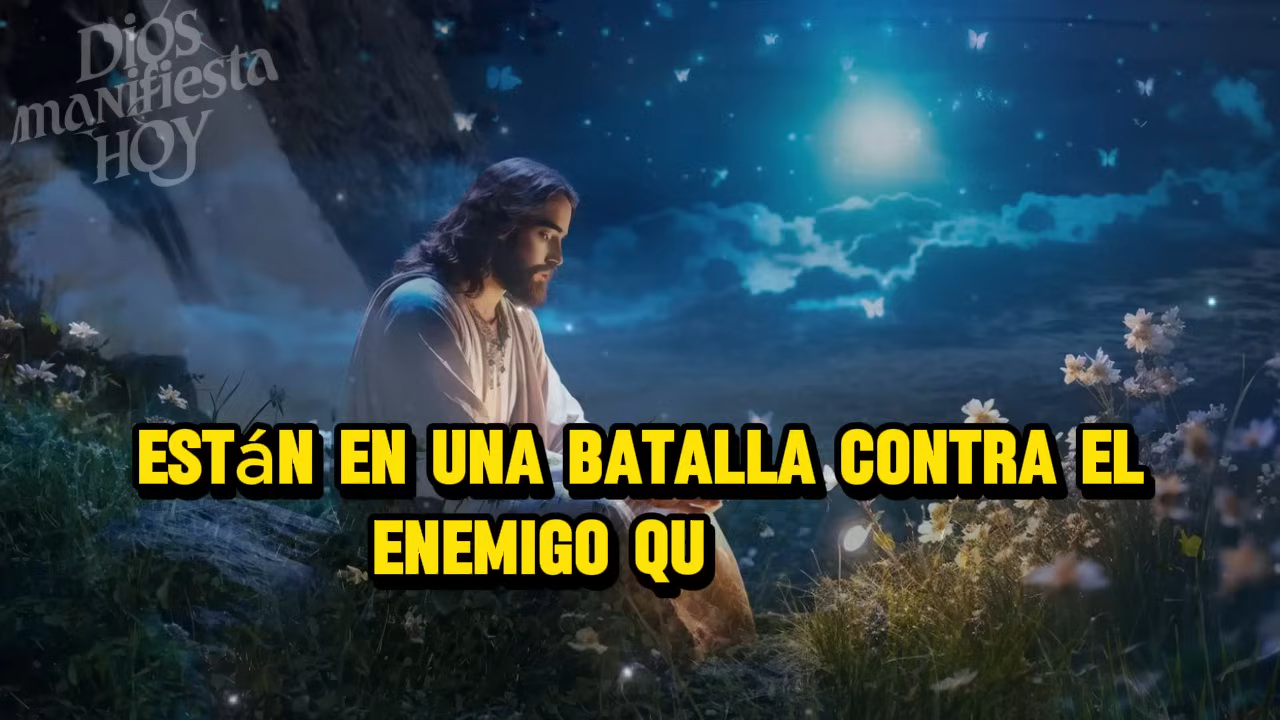 Dios
manifiesta
HOY
ESTáN EN UNA BATALLA CONTRA EL
ENEMIGO QU